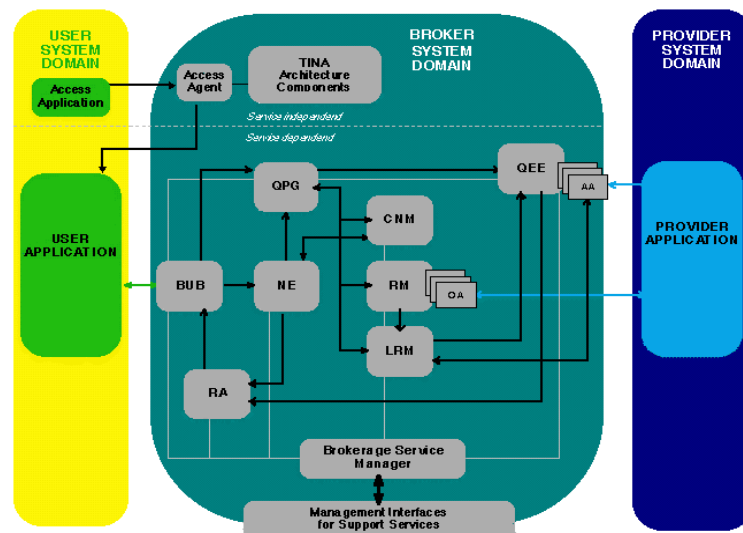 USER
SYSTEM
DOMAIN
BROKER
SYSTEM
DOMAIN
PROVIDER
SYSTEM
DOMAIN
Access
Application
Access
Agent
TINA
Architecture
Components
Service independend
Service dependend
QPG
QEE
AA
USER
APPLICATION
CNM
PROVIDER
APPLICATION
BUB
NE
RM
OA
LRM
RA
Brokerage Service
Manager
Management Interfaces
for Support Services